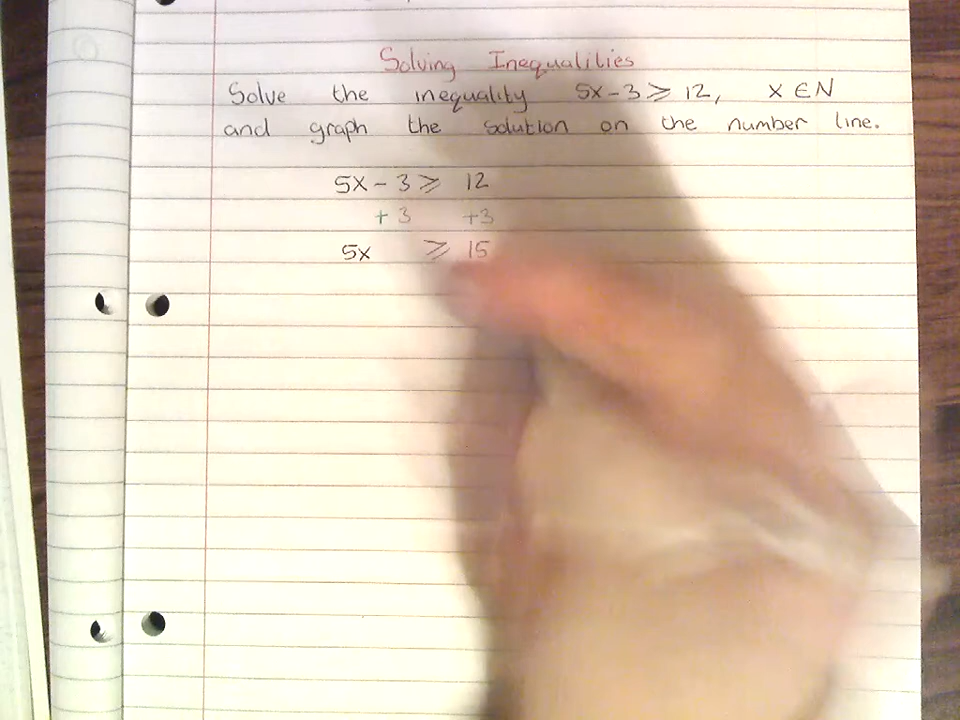 Solving Inequalities
Solve the inequality 5x - 3 ⩾ 12, x ∈ N
and graph the solution on the number line.
5x - 3 ⩾ 12
+ 3 +3
5x ⩾ 15